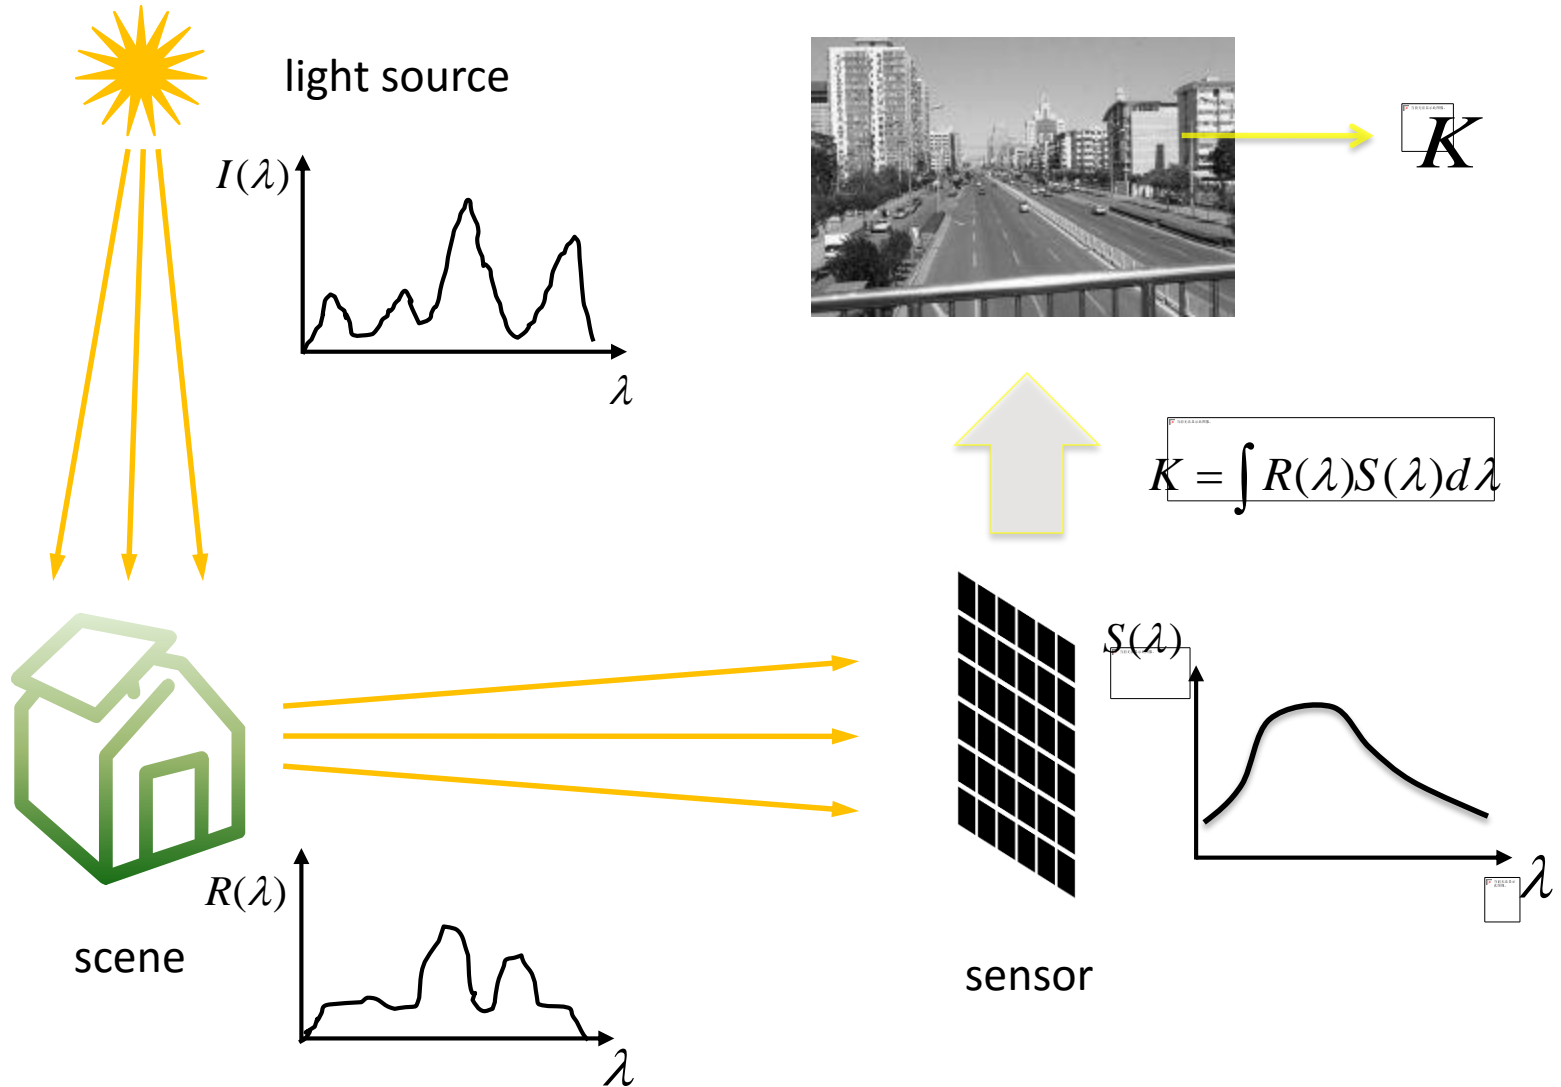 light source
I(λ)
λ
K
K = ∫ R(λ)S(λ)dλ
S(λ)
λ
R(λ)
λ
scene
sensor